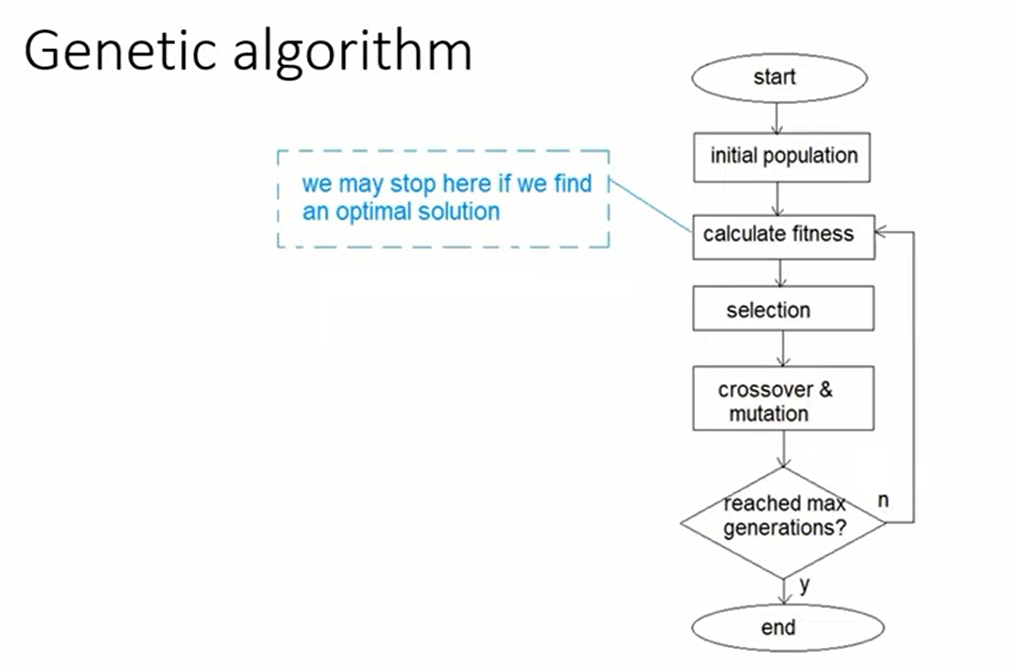 Genetic algorithm
start
initial population
we may stop here if we find
an optimal solution
calculate fitness
selection
crossover &
mutation
reached max
generations?
n
y
end